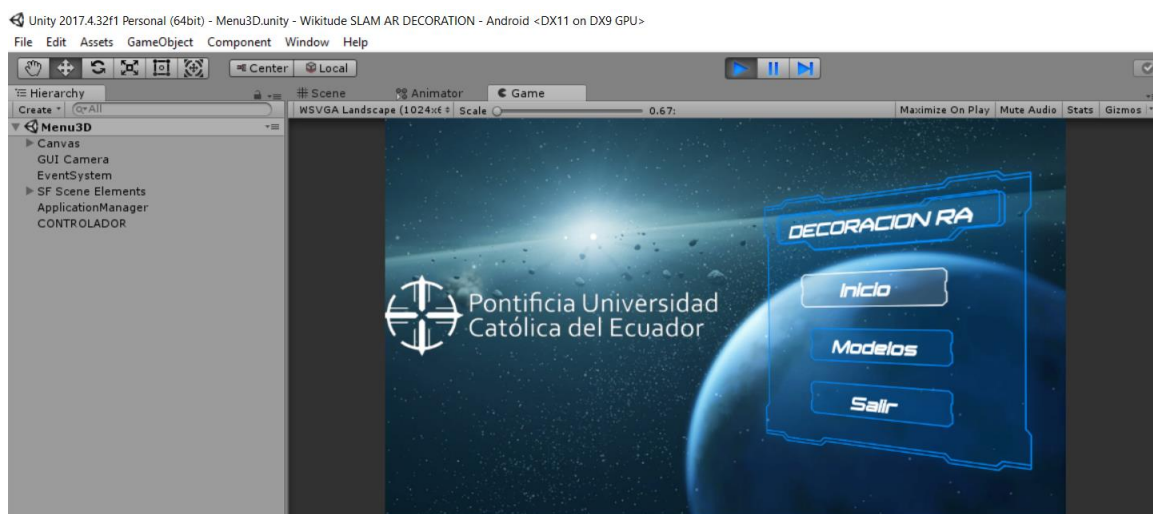 Unity 2017.4.32f1 Personal (64bit) - Menu3D.unity - Wikitude SLAM AR DECORATION - Android <DX11 on DX9 GPU>
File Edit Assets GameObject Component Window Help
Center Local
Hierarchy
Create All
Menu3D
Canvas
GUI Camera
EventSystem
SF Scene Elements
ApplicationManager
CONTROLADOR
Scene Animator Game
WSVGA Landscape (1024x6 Scale 0.67: Maximize On Play Mute Audio Stats Gizmos
Pontificia Universidad
Católica del Ecuador
DECORACION RA
Inicio
Modelos
Salir